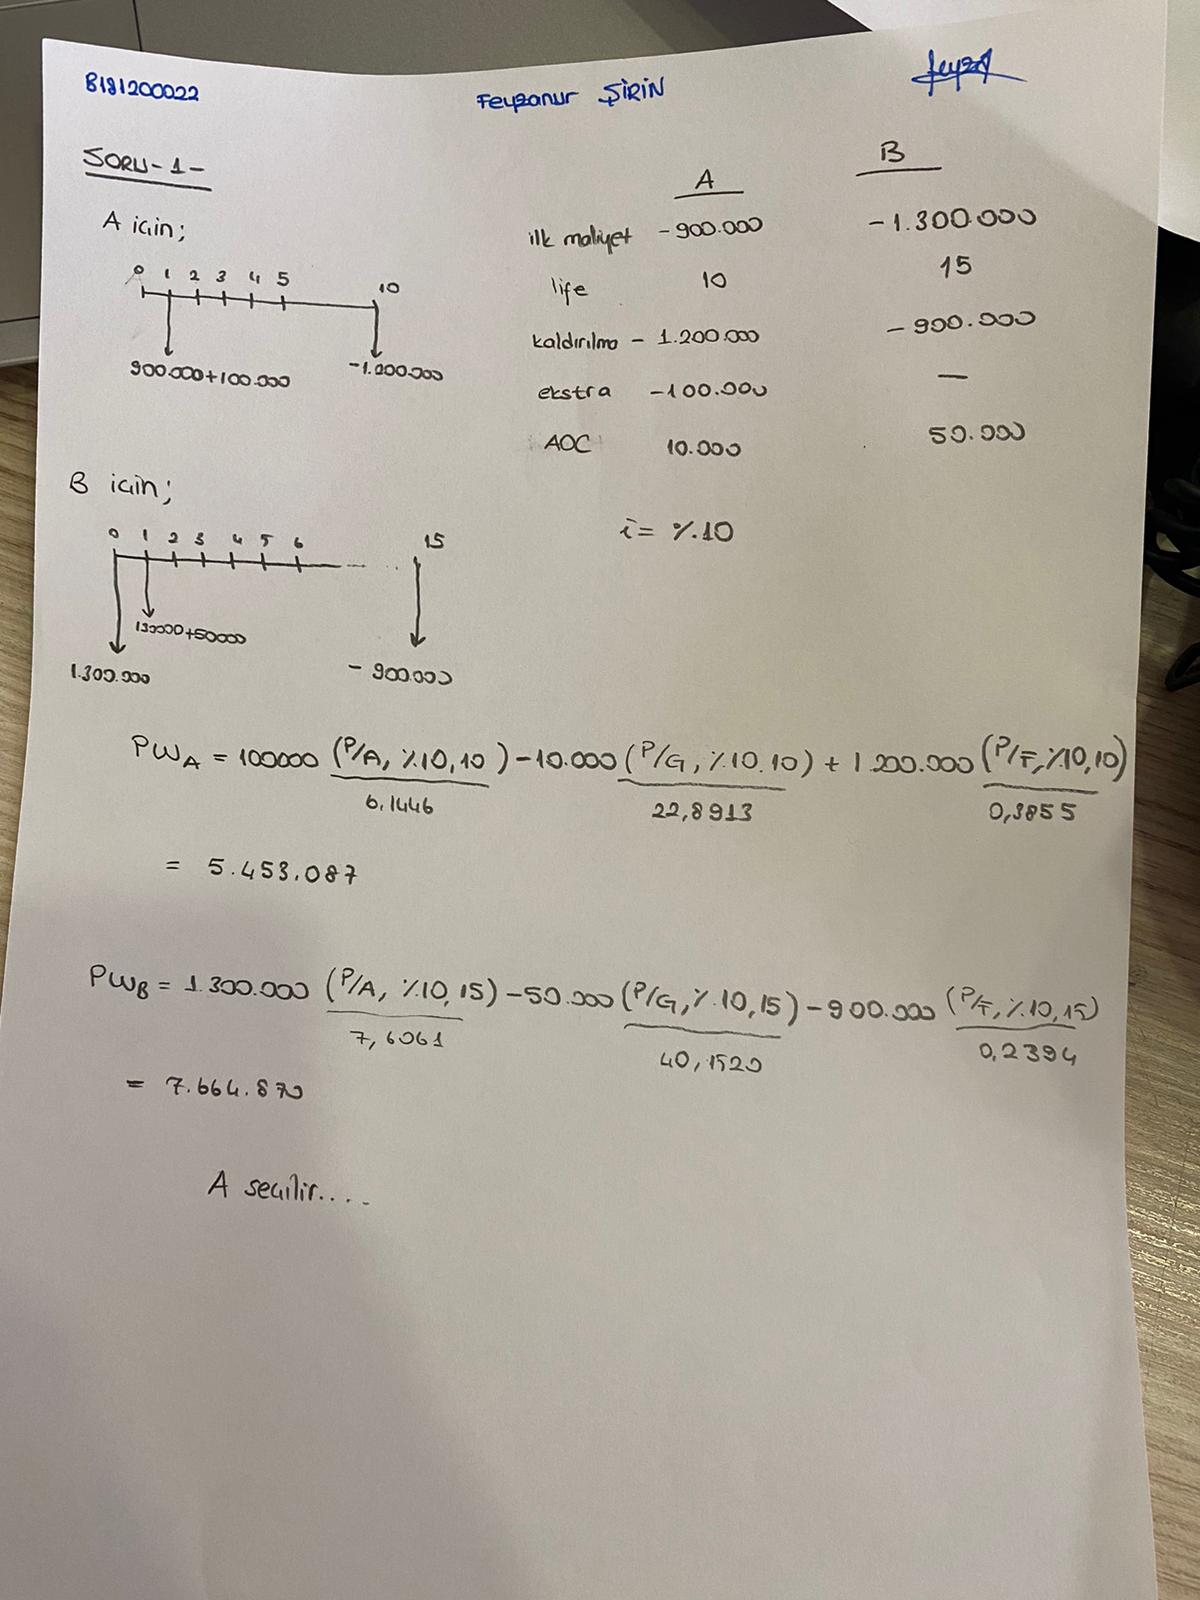 B191200022
Feyzanur ŞİRİN
SORU-1-
A için;
0 1 2 3 4 5 10
900.000+100.000 -1.200.000
A B
ilk maliyet -900.000 -1.300.000
life 10 15
kaldırılma -1.200.000 -900.000
ekstra -100.000 —
AOC 10.000 50.000
i= %10
B için;
0 1 2 3 4 5 6 ... 15
130000+50000
1.300.000 - 900.000
PWA = 100000 (P/A, %10,10) - 10.000 (P/G, %10.10) + 1.200.000 (P/F, %10,10)
6,1446 22,8913 0,3855
= 5.453.087
PWB = 1.300.000 (P/A, %10,15) - 50.000 (P/G, %10,15) - 900.000 (P/F, %10,15)
7,6061 40,1520 0,2394
= 7.664.870
A seçilir....